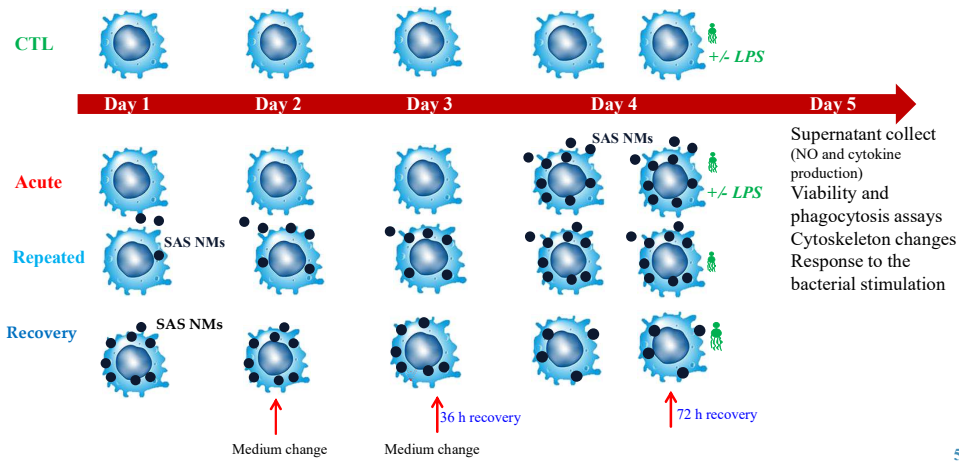 CTL
+/- LPS
Day 1
Day 2
Day 3
Day 4
Day 5
SAS NMs
Acute
+/- LPS
SAS NMs
Repeated
SAS NMs
Recovery
Supernatant collect
(NO and cytokine
production)
Viability and
phagocytosis assays
Cytoskeleton changes
Response to the
bacterial stimulation
36 h recovery
72 h recovery
Medium change
Medium change
5